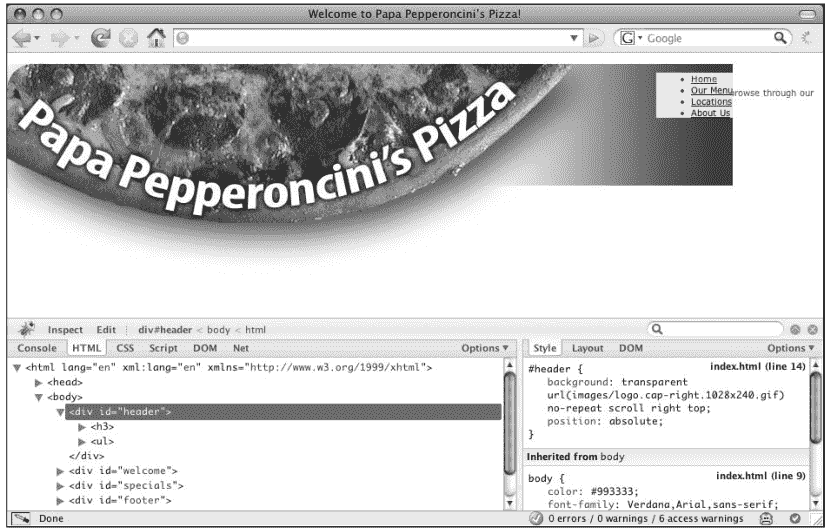 Welcome to Papa Pepperoncini's Pizza!
G Google
Papa Pepperoncini's Pizza
• Home
• Our Menu
• Locations
• About Us
rowse through our
Inspect Edit div#header < body < html
Console HTML CSS Script DOM Net Options
<html lang="en" xml:lang="en" xmlns="http://www.w3.org/1999/xhtml">
<head>
<body>
<div id="header">
<h3>
<ul>
</div>
<div id="welcome">
<div id="specials">
<div id="footer">
Style Layout DOM Options
#header { index.html (line 14)
background: transparent
url(images/logo.cap-right.1028x240.gif)
no-repeat scroll right top;
position: absolute;
}
Inherited from body
body { index.html (line 9)
color: #993333;
font-family: Verdana,Arial,sans-serif;
Done
0 errors / 0 warnings / 6 access warnings